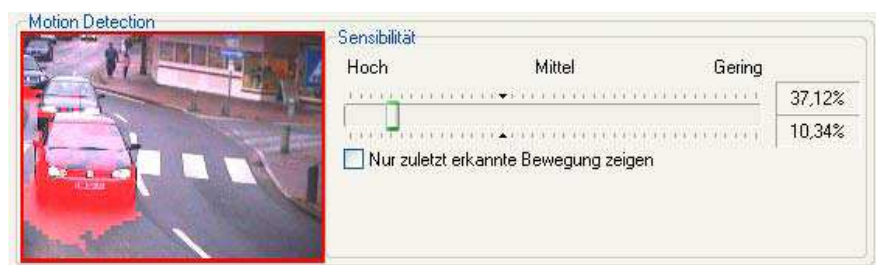 Motion Detection
Sensibilität
Hoch Mittel Gering
37,12%
10,34%
Nur zuletzt erkannte Bewegung zeigen